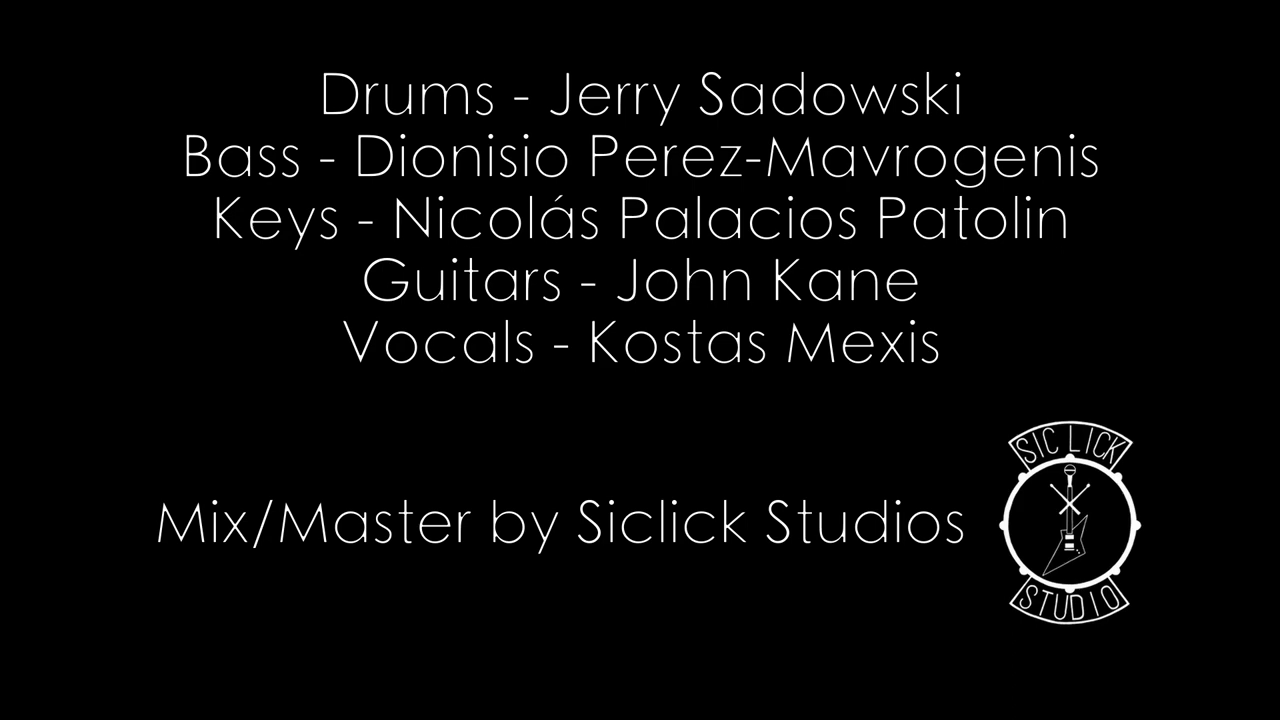 Drums - Jerry Sadowski
Bass - Dionisio Perez-Mavrogenis
Keys - Nicolás Palacios Patolin
Guitars - John Kane
Vocals - Kostas Mexis
Mix/Master by Siclick Studios
SIC LICK
STUDIO